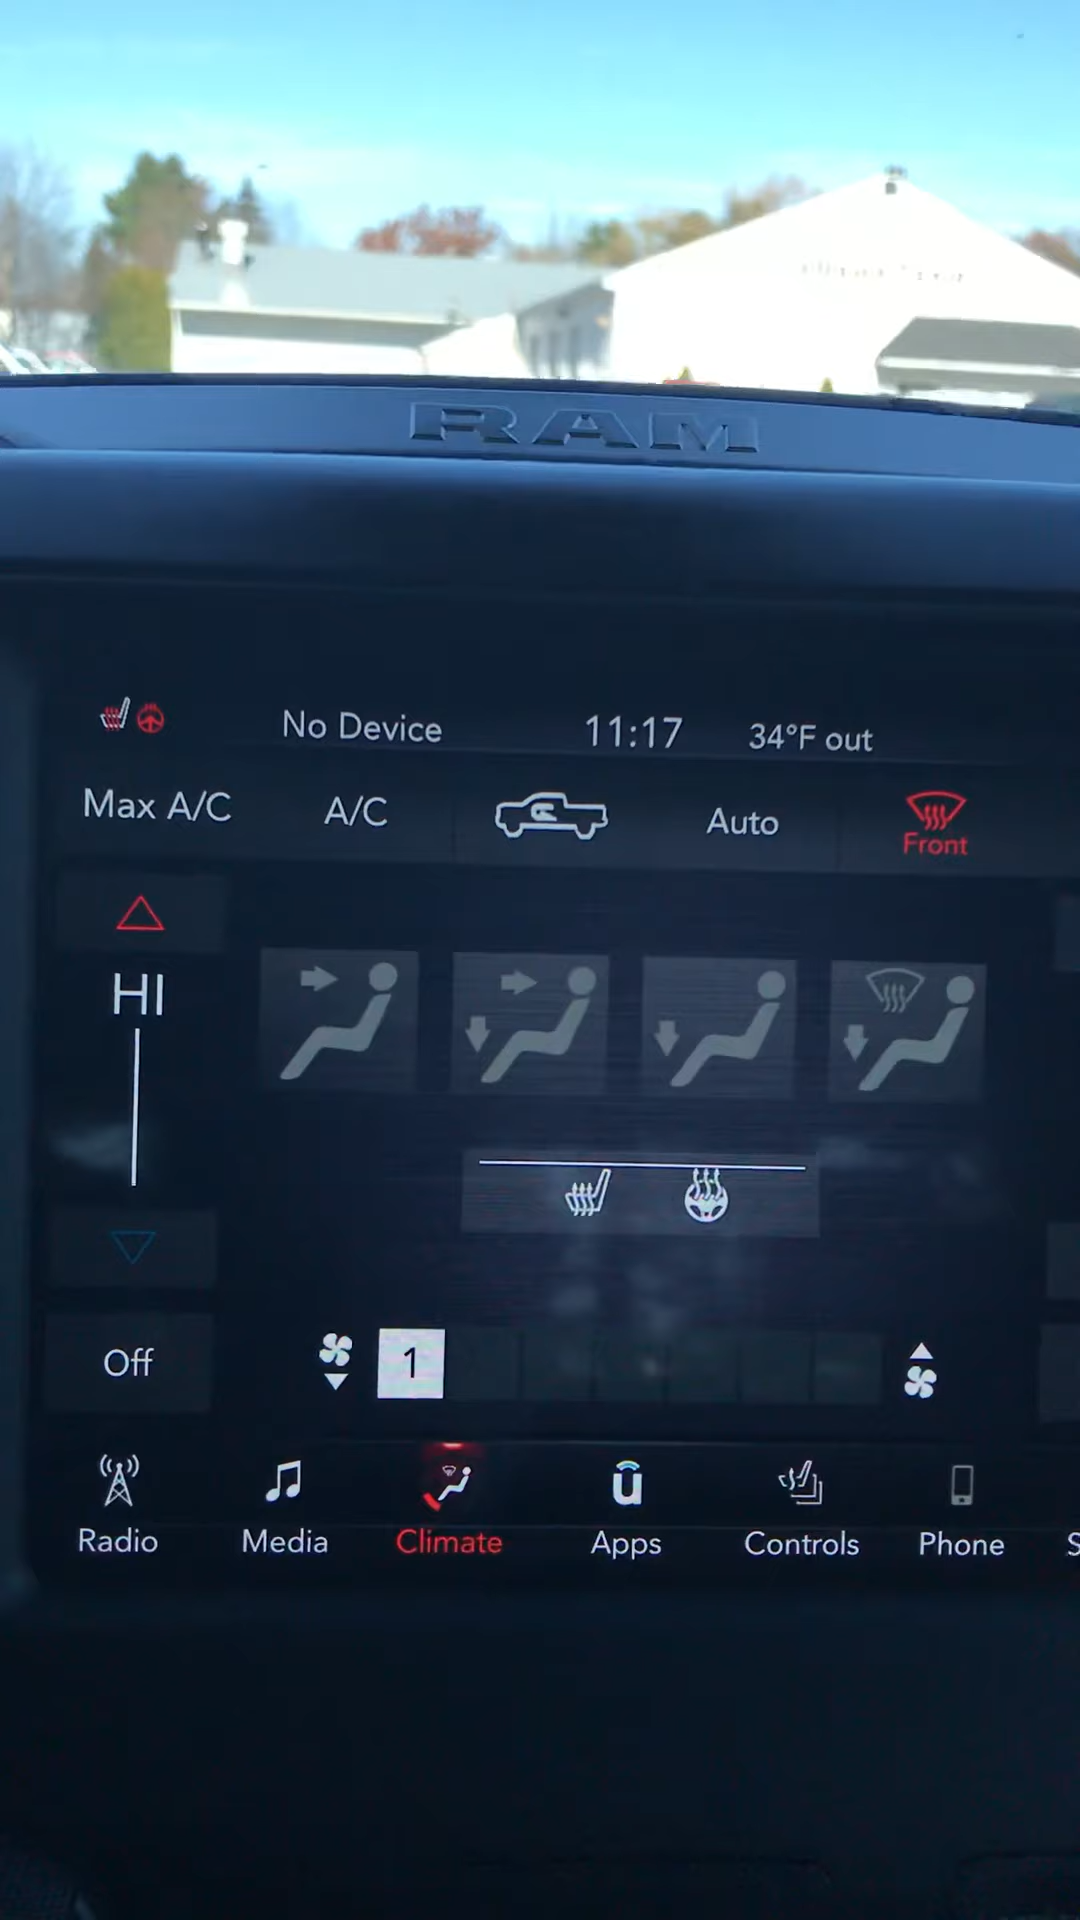 RAM
No Device 11:17 34°F out
Max A/C A/C Auto Front
HI
Off 1
Radio Media Climate Apps Controls Phone S